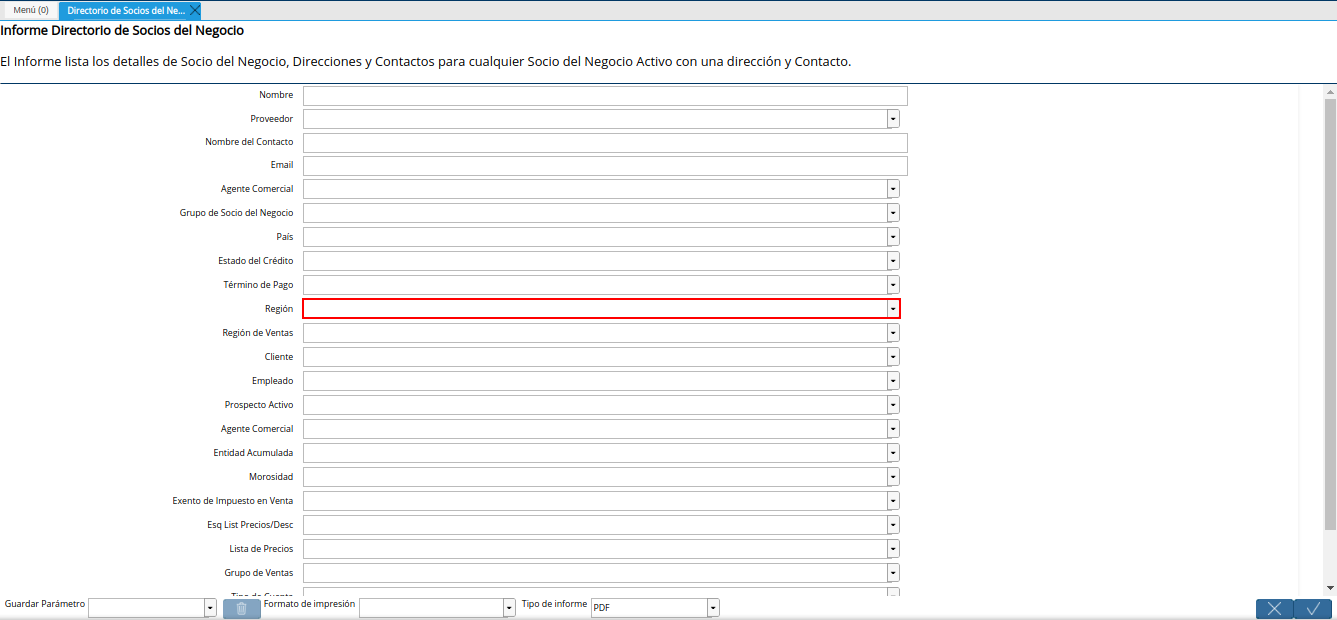 Menú (0)
Directorio de Socios del Ne...
Informe Directorio de Socios del Negocio
El Informe lista los detalles de Socio del Negocio, Direcciones y Contactos para cualquier Socio del Negocio Activo con una dirección y Contacto.
Nombre
Proveedor
Nombre del Contacto
Email
Agente Comercial
Grupo de Socio del Negocio
País
Estado del Crédito
Término de Pago
Región
Región de Ventas
Cliente
Empleado
Prospecto Activo
Agente Comercial
Entidad Acumulada
Morosidad
Exento de Impuesto en Venta
Esq List Precios/Desc
Lista de Precios
Grupo de Ventas
Guardar Parámetro
Formato de impresión
Tipo de informe
PDF